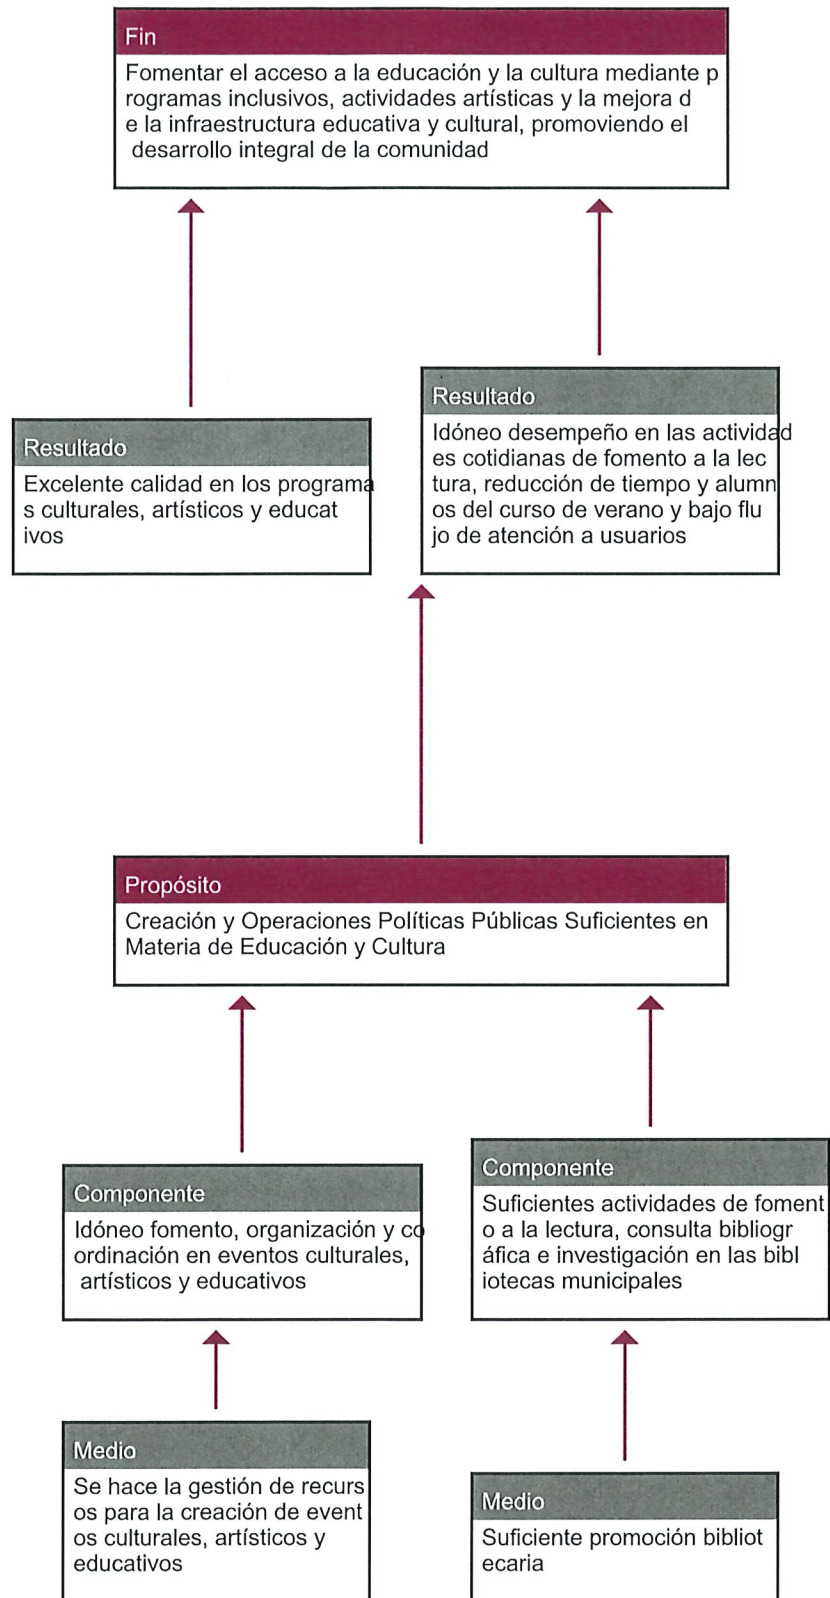 Fin
Fomentar el acceso a la educación y la cultura mediante p
rogramas inclusivos, actividades artísticas y la mejora d
e la infraestructura educativa y cultural, promoviendo el
desarrollo integral de la comunidad
Resultado
Excelente calidad en los programa
s culturales, artísticos y educat
ivos
Resultado
Idóneo desempeño en las actividad
es cotidianas de fomento a la lec
tura, reducción de tiempo y alumn
os del curso de verano y bajo flu
jo de atención a usuarios
Propósito
Creación y Operaciones Políticas Públicas Suficientes en
Materia de Educación y Cultura
Componente
Idóneo fomento, organización y co
ordinación en eventos culturales,
artísticos y educativos
Componente
Suficientes actividades de foment
o a la lectura, consulta bibliogr
áfica e investigación en las bibl
iotecas municipales
Medio
Se hace la gestión de recurs
os para la creación de event
os culturales, artísticos y
educativos
Medio
Suficiente promoción bibliot
ecaria